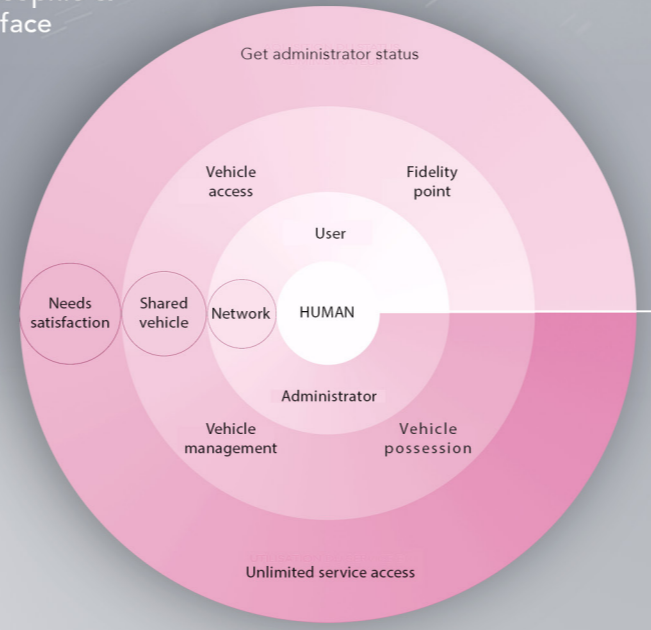 face
Get administrator status
Vehicle
access
Fidelity
point
User
Needs
satisfaction
Shared
vehicle
Network
HUMAN
Administrator
Vehicle
management
Vehicle
possession
Unlimited service access